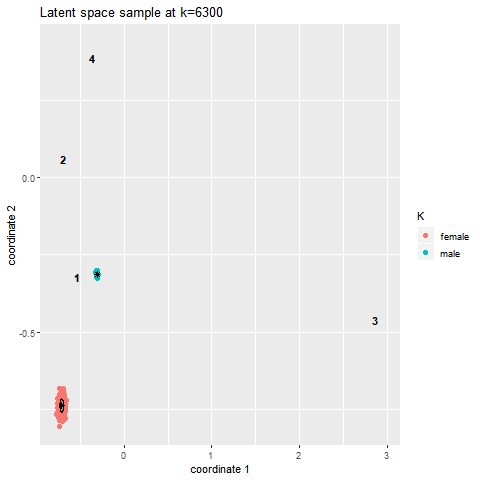 Latent space sample at k=6300
4
2
0.0
1
3
-0.5
coordinate 2
0
1
2
3
coordinate 1
K
female
male